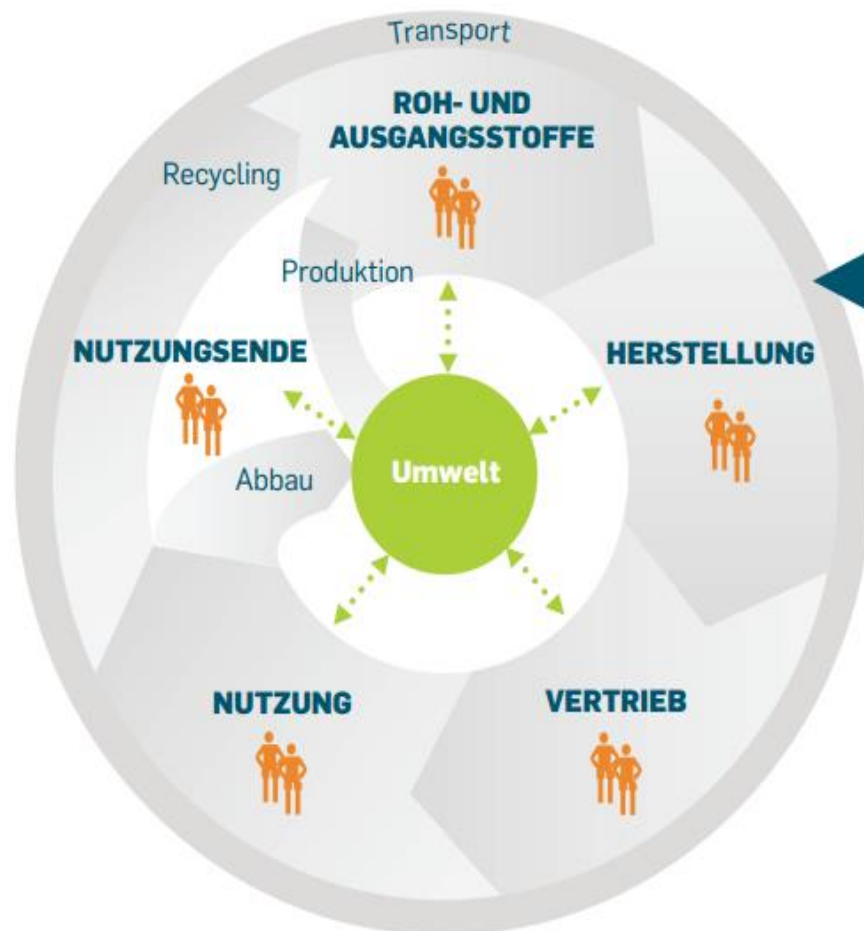 Transport
ROH- UND
AUSGANGSSTOFFE
Recycling
Produktion
NUTZUNGSENDE
HERSTELLUNG
Abbau
Umwelt
NUTZUNG
VERTRIEB